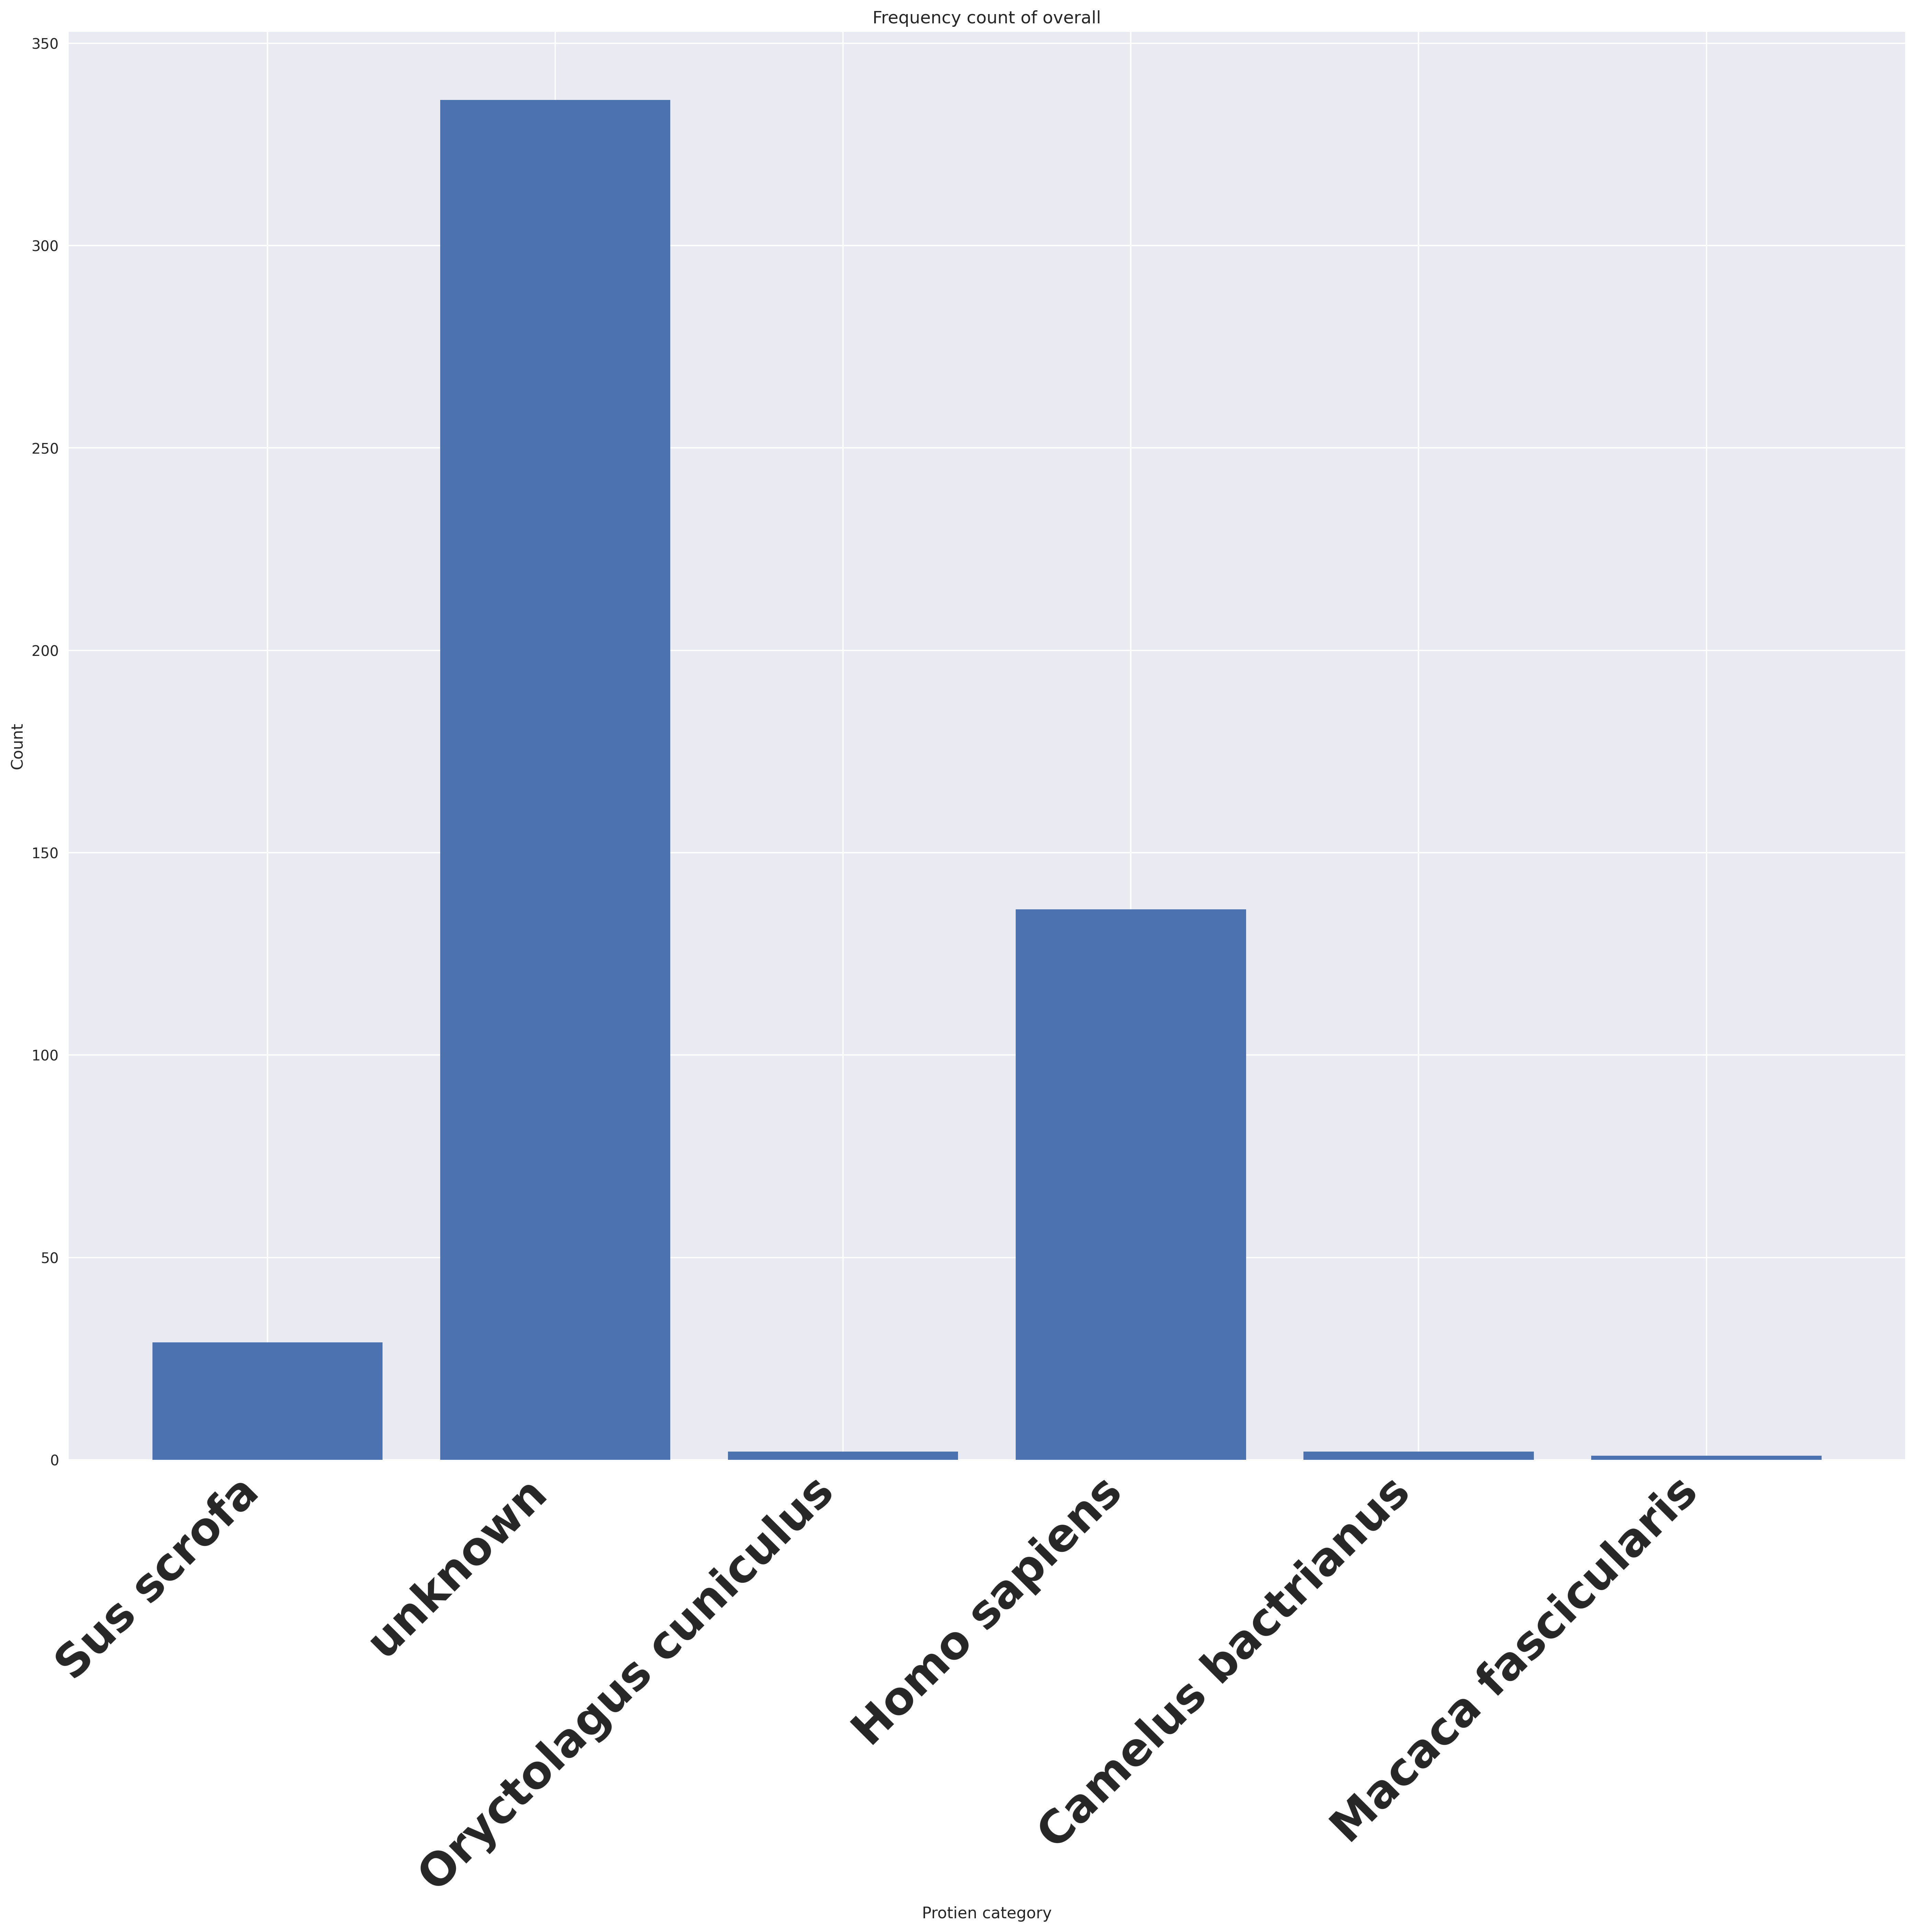 Frequency count of overall
350
300
250
200
150
100
50
0
Count
Sus scrofa
unknown
Oryctolagus cuniculus
Homo sapiens
Camelus bactrianus
Macaca fascicularis
Protien category